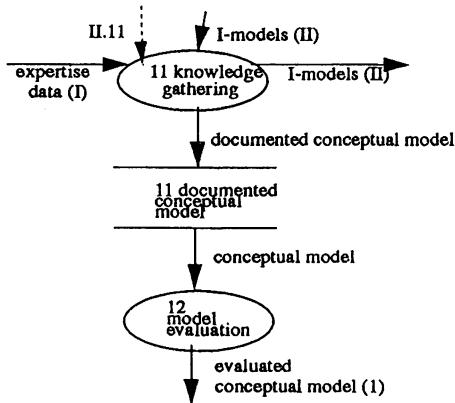 II.11
I-models (II)
expertise
data (I)
11 knowledge
gathering
I-models (II)
documented conceptual model
11 documented
conceptual
model
conceptual model
12
model
evaluation
evaluated
conceptual model (1)